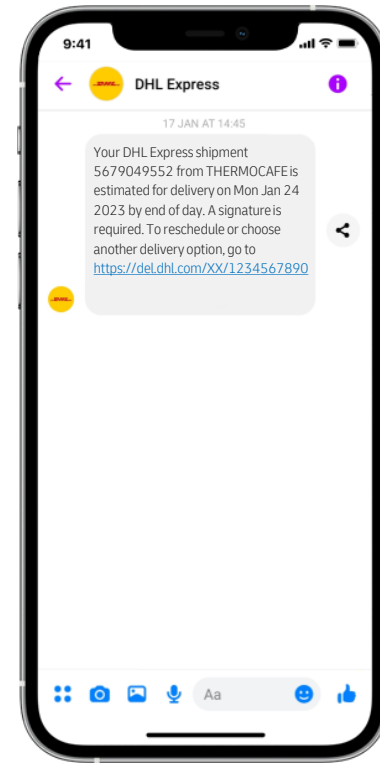 9:41
DHL Express
17 JAN AT 14:45
Your DHL Express shipment
5679049552 from THERMOCAFE is
estimated for delivery on Mon Jan 24
2023 by end of day. A signature is
required. To reschedule or choose
another delivery option, go to
https://del.dhl.com/XX/1234567890
Aa